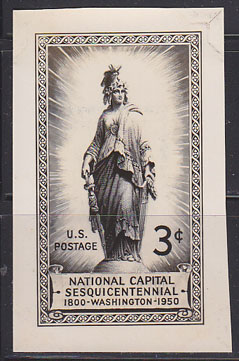 U.S.
POSTAGE
3¢
NATIONAL CAPITAL
SESQUICENTENNIAL
1800-WASHINGTON-1950